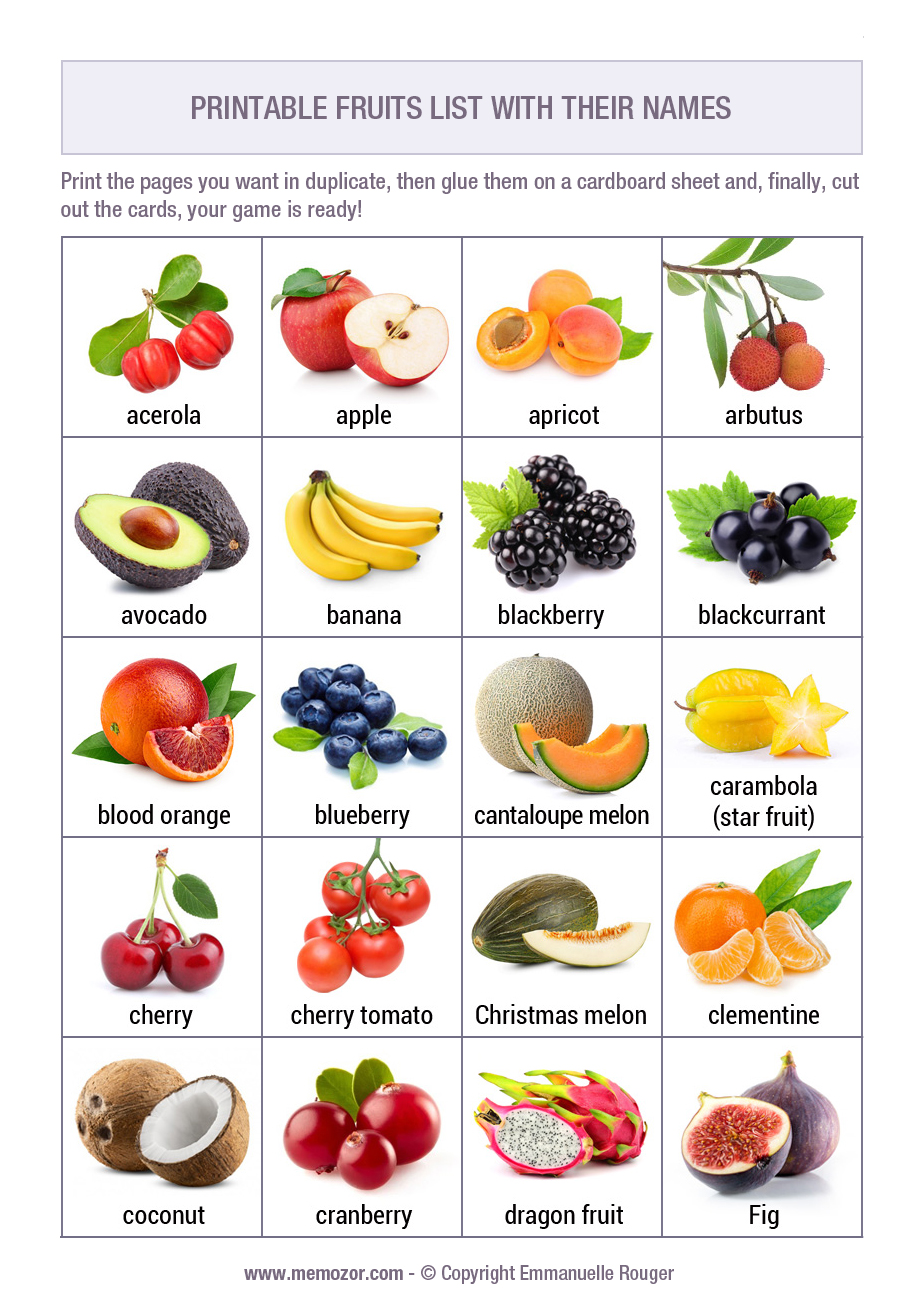 PRINTABLE FRUITS LIST WITH THEIR NAMES
Print the pages you want in duplicate, then glue them on a cardboard sheet and, finally, cut
out the cards, your game is ready!
acerola
apple
apricot
arbutus
avocado
banana
blackberry
blackcurrant
blood orange
blueberry
cantaloupe melon
carambola
(star fruit)
cherry
cherry tomato
Christmas melon
clementine
coconut
cranberry
dragon fruit
Fig
www.memozor.com - © Copyright Emmanuelle Rouger